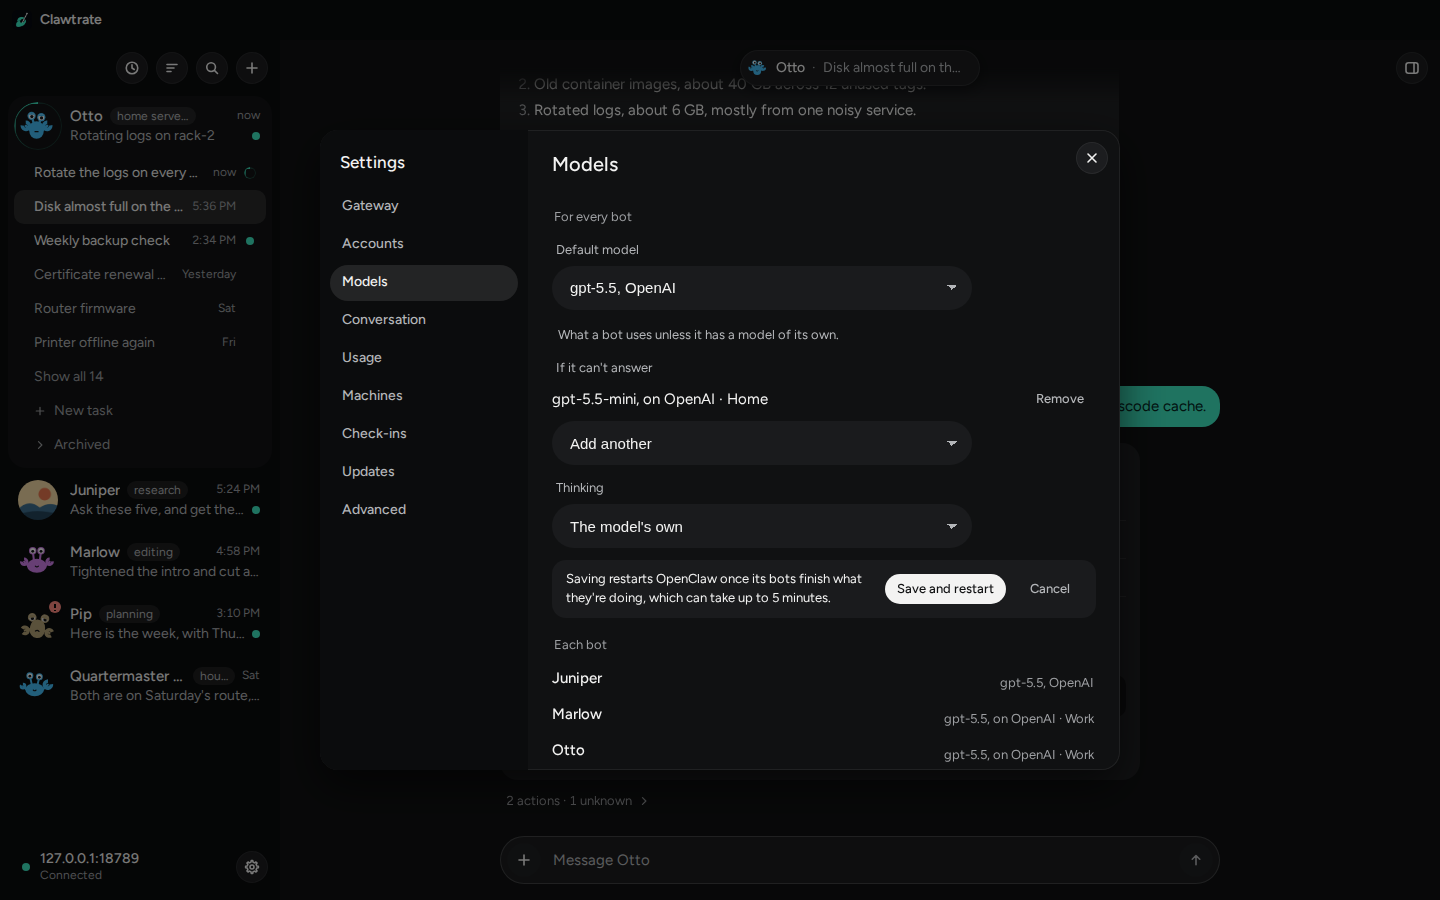 Clawtrate
Otto home serve... now
Rotating logs on rack-2
Rotate the logs on every ... now
Disk almost full on the ... 5:36 PM
Weekly backup check 2:34 PM
Certificate renewal ... Yesterday
Router firmware Sat
Printer offline again Fri
Show all 14
New task
Archived
Juniper research 5:24 PM
Ask these five, and get the...
Marlow editing 4:58 PM
Tightened the intro and cut a...
Pip planning 3:10 PM
Here is the week, with Thu...
Quartermaster ... hou... Sat
Both are on Saturday's route,...
127.0.0.1:18789
Connected
Otto · Disk almost full on th...
2. Old container images, about 40 GB across 12 unused tags.
3. Rotated logs, about 6 GB, mostly from one noisy service.
Settings
Gateway
Accounts
Models
Conversation
Usage
Machines
Check-ins
Updates
Advanced
Models
For every bot
Default model
gpt-5.5, OpenAI
What a bot uses unless it has a model of its own.
If it can't answer
gpt-5.5-mini, on OpenAI · Home Remove
Add another
Thinking
The model's own
Saving restarts OpenClaw once its bots finish what
they're doing, which can take up to 5 minutes.
Save and restart Cancel
Each bot
Juniper gpt-5.5, OpenAI
Marlow gpt-5.5, on OpenAI · Work
Otto gpt-5.5, on OpenAI · Work
scode cache.
2 actions · 1 unknown
Message Otto